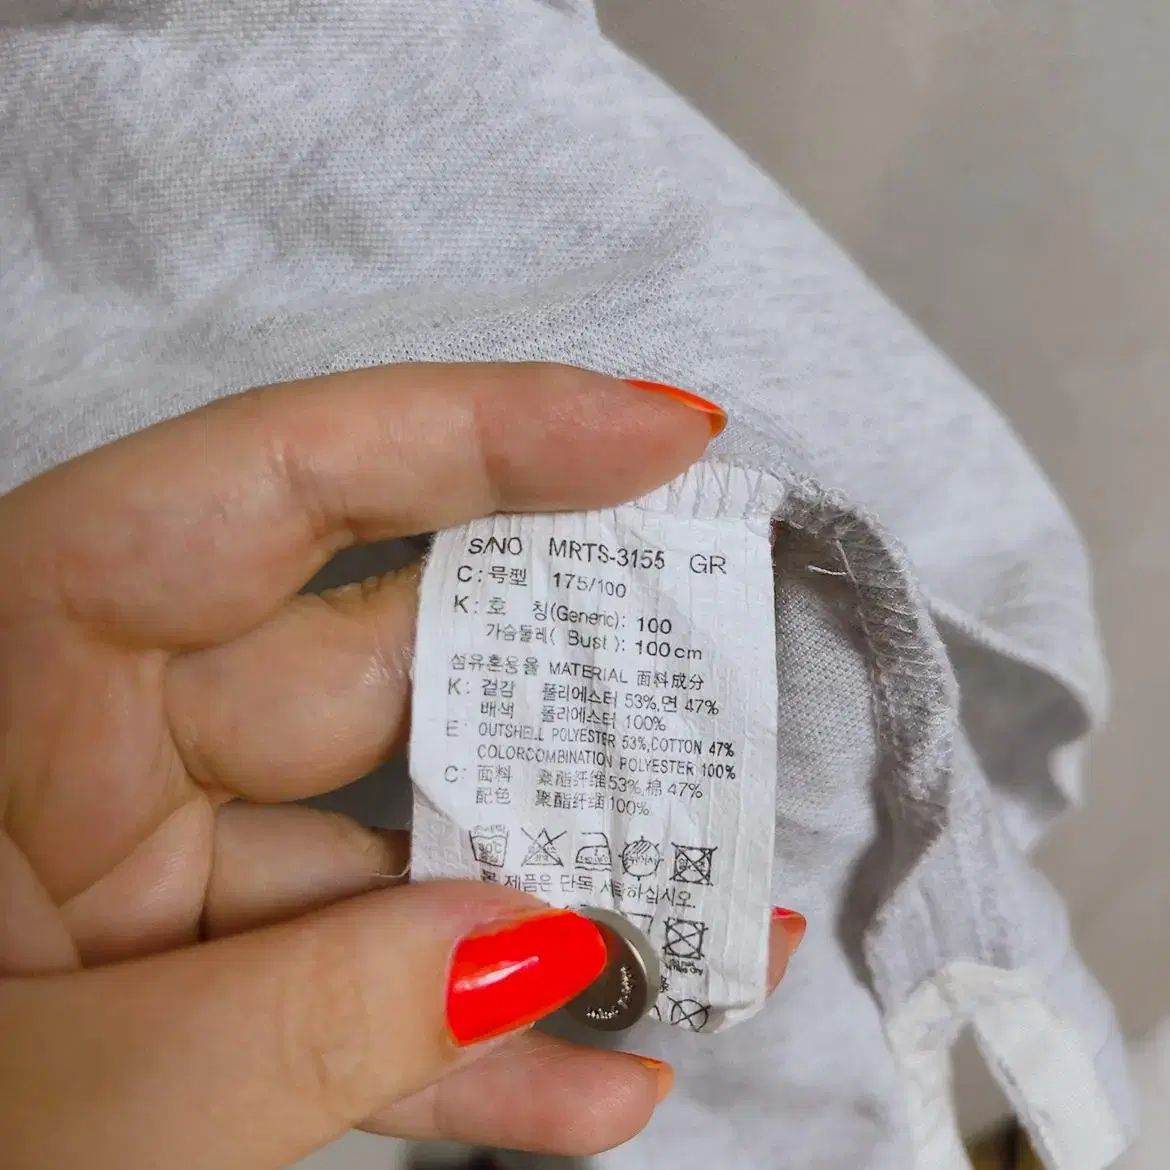 S/NO MRTS-3155 GR
C: 号型 175/100
K: 호 칭(Generic): 100
가슴둘레( Bust ): 100cm
섬유혼용율 MATERIAL 面料成分
K: 겉감 폴리에스터 53%,면 47%
배색 폴리에스터 100%
E: OUTSHELL POLYESTER 53%,COTTON 47%
COLORCOMBINATION POLYESTER 100%
C: 面料 聚酯纤维53%,棉 47%
配色 聚酯纤维100%
본 제품은 단독 세탁하십시오.